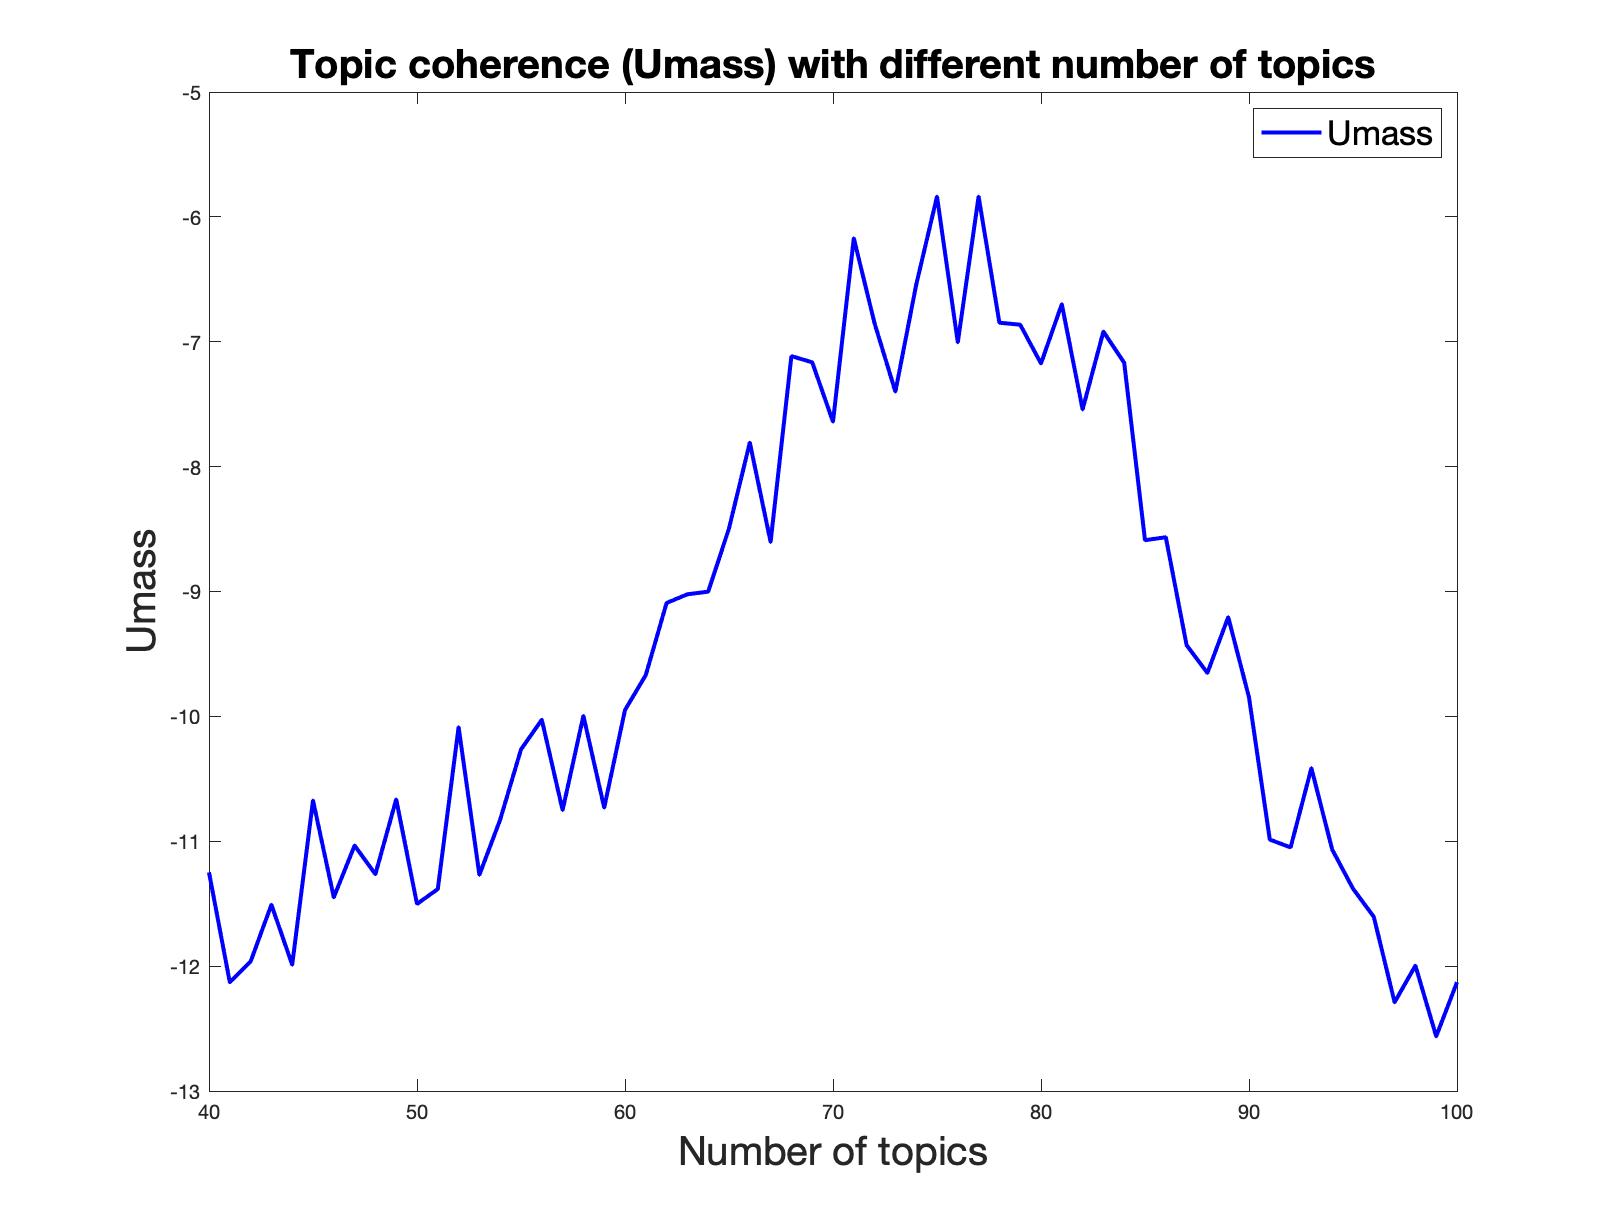 Topic coherence (Umass) with different number of topics
Umass
-5
-6
-7
-8
-9
-10
-11
-12
-13
Umass
40 50 60 70 80 90 100
Number of topics